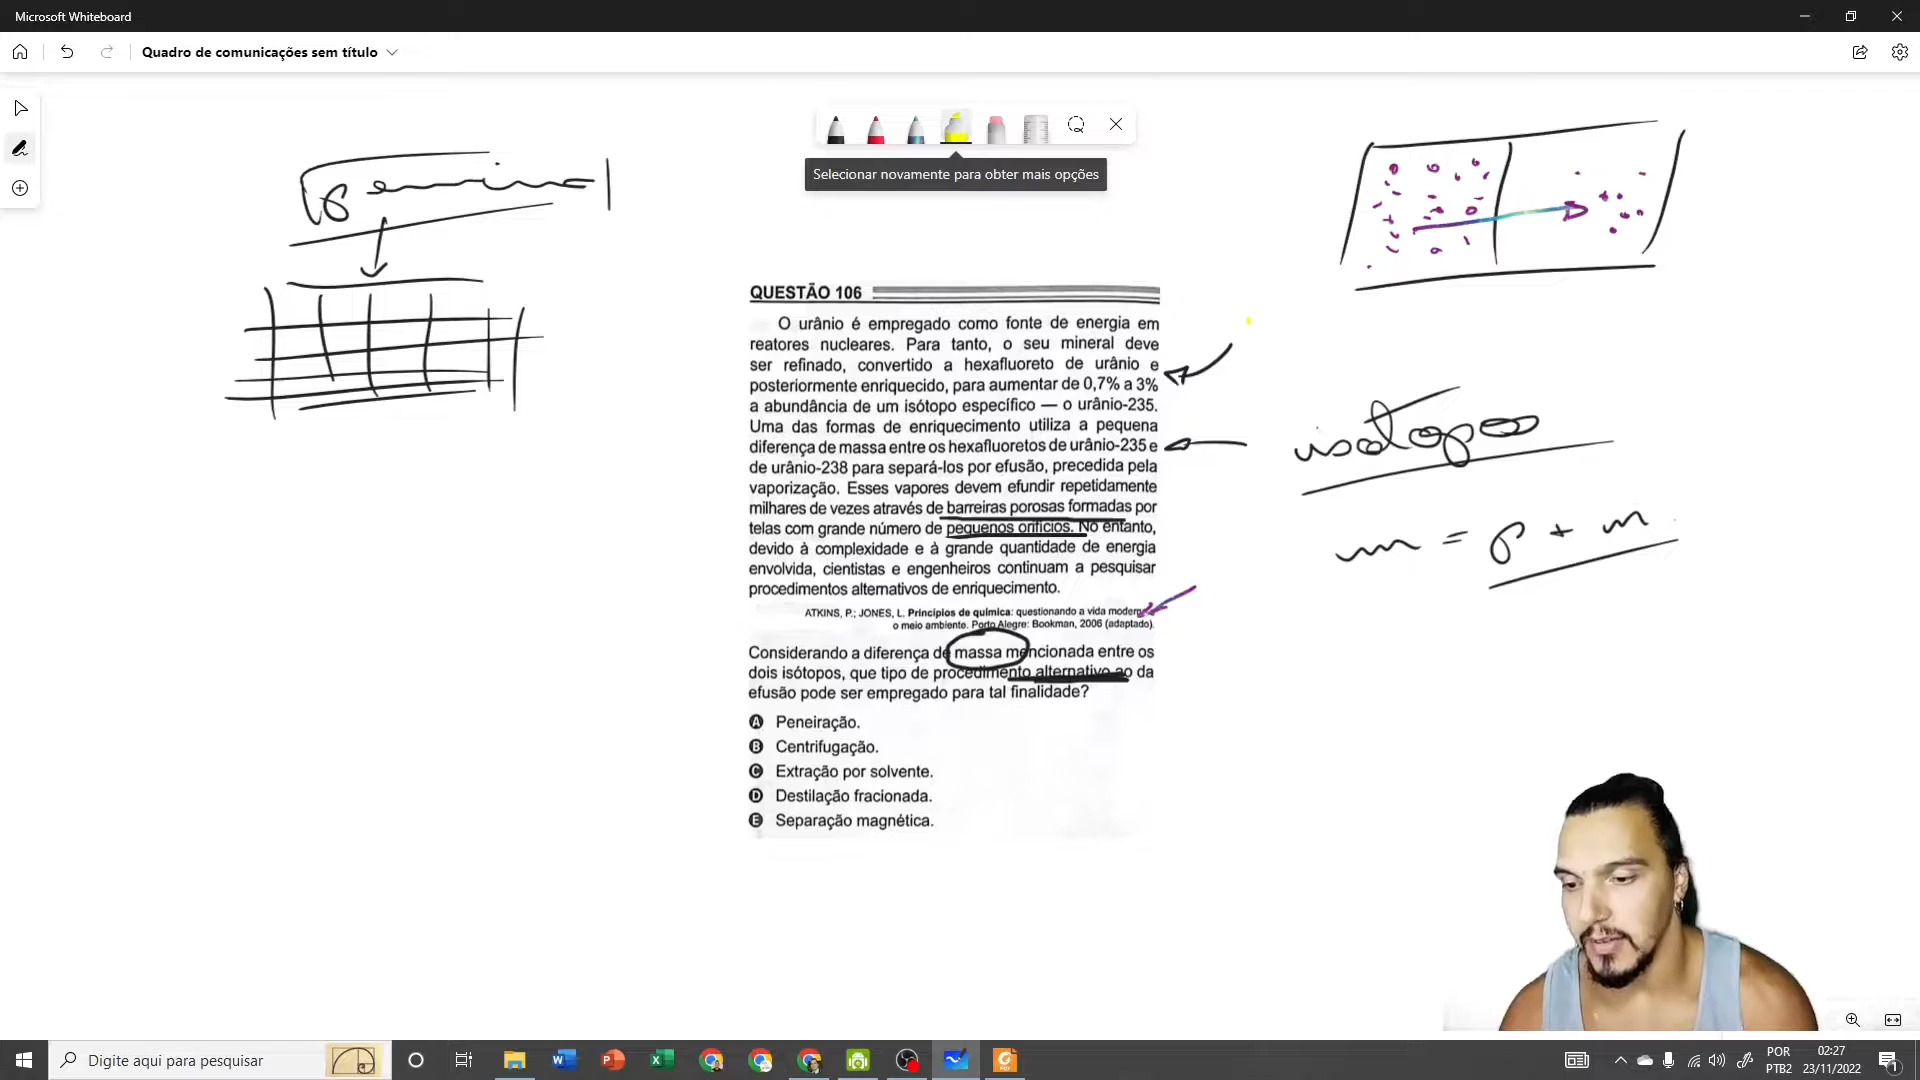 Microsoft Whiteboard
Quadro de comunicações sem título
Selecionar novamente para obter mais opções
QUESTÃO 106
O urânio é empregado como fonte de energia em
reatores nucleares. Para tanto, o seu mineral deve
ser refinado, convertido a hexafluoreto de urânio e
posteriormente enriquecido, para aumentar de 0,7% a 3%
a abundância de um isótopo específico — o urânio-235.
Uma das formas de enriquecimento utiliza a pequena
diferença de massa entre os hexafluoretos de urânio-235 e
de urânio-238 para separá-los por efusão, precedida pela
vaporização. Esses vapores devem efundir repetidamente
milhares de vezes através de barreiras porosas formadas por
telas com grande número de pequenos orifícios. No entanto,
devido à complexidade e à grande quantidade de energia
envolvida, cientistas e engenheiros continuam a pesquisar
procedimentos alternativos de enriquecimento.
ATKINS, P.; JONES, L. Princípios de química: questionando a vida moderna
o meio ambiente. Porto Alegre: Bookman, 2006 (adaptado).
Considerando a diferença de massa mencionada entre os
dois isótopos, que tipo de procedimento alternativo ao da
efusão pode ser empregado para tal finalidade?
A Peneiração.
B Centrifugação.
C Extração por solvente.
D Destilação fracionada.
E Separação magnética.
isotopos
m = p + n
Digite aqui para pesquisar
POR
PTB2
02:27
23/11/2022
1